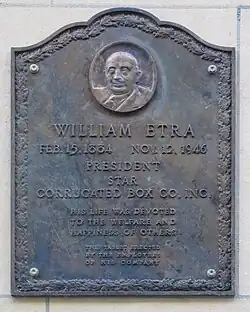 WILLIAM ETRA
FEB. 15, 1884 NOV. 12, 1946
PRESIDENT
STAR
CORRUGATED BOX CO. INC.
HIS LIFE WAS DEVOTED
TO THE WELFARE AND
HAPPINESS OF OTHERS
THIS TABLET ERECTED
BY THE EMPLOYEES
OF HIS COMPANY